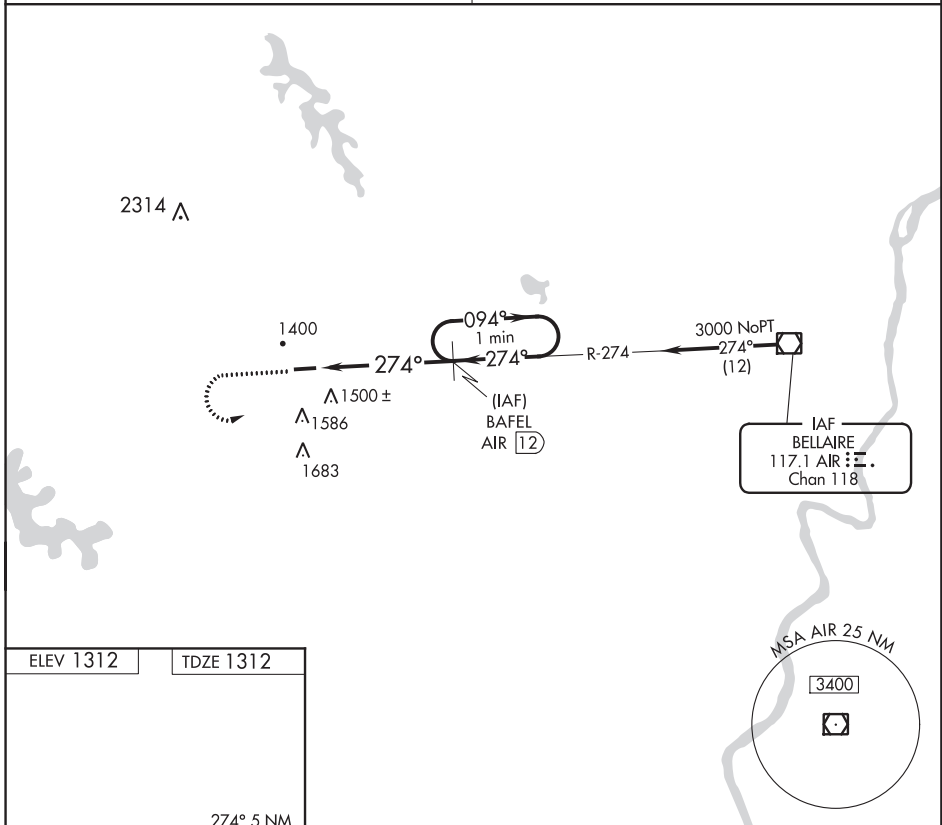 2314
1400
094°
1 min
274°
274°
R-274
3000 NoPT
274°
(12)
1500 ±
1586
1683
(IAF)
BAFEL
AIR 12
IAF
BELLAIRE
117.1 AIR
Chan 118
MSA AIR 25 NM
3400
ELEV 1312
TDZE 1312
274° 5 NM